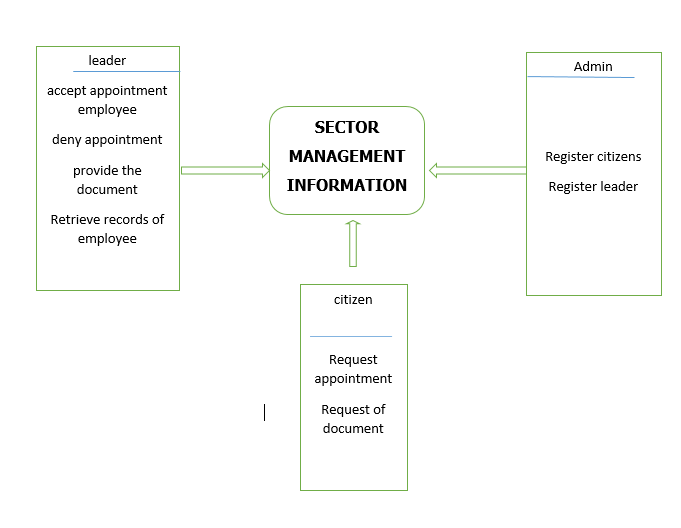 leader
accept appointment
employee
deny appointment
provide the
document
Retrieve records of
employee
SECTOR
MANAGEMENT
INFORMATION
Admin
Register citizens
Register leader
citizen
Request
appointment
Request of
document